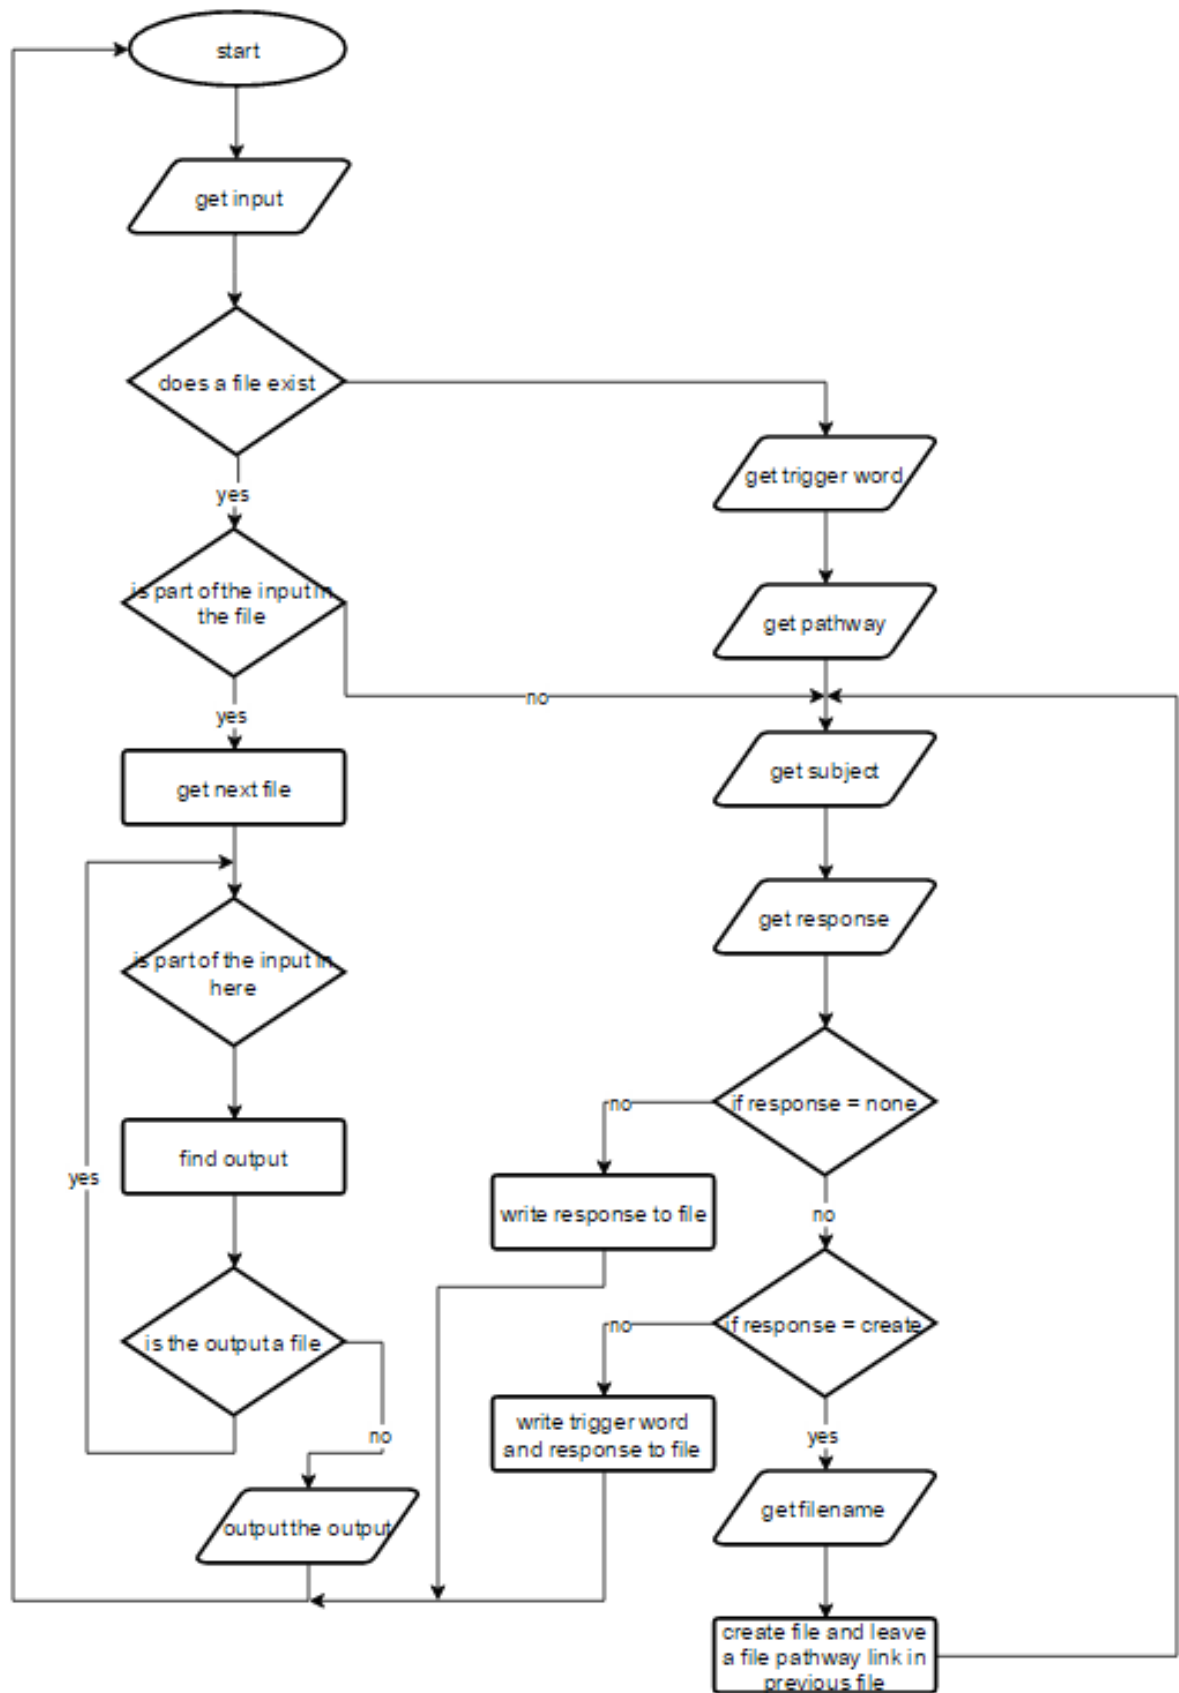 start
get input
does a file exist
yes
is part of the input in
the file
yes
no
get next file
is part of the input in
here
find output
yes
is the output a file
no
output the output
get trigger word
get pathway
get subject
get response
if response = none
no
write response to file
no
if response = create
no
write trigger word
and response to file
yes
get filename
create file and leave
a file pathway link in
previous file